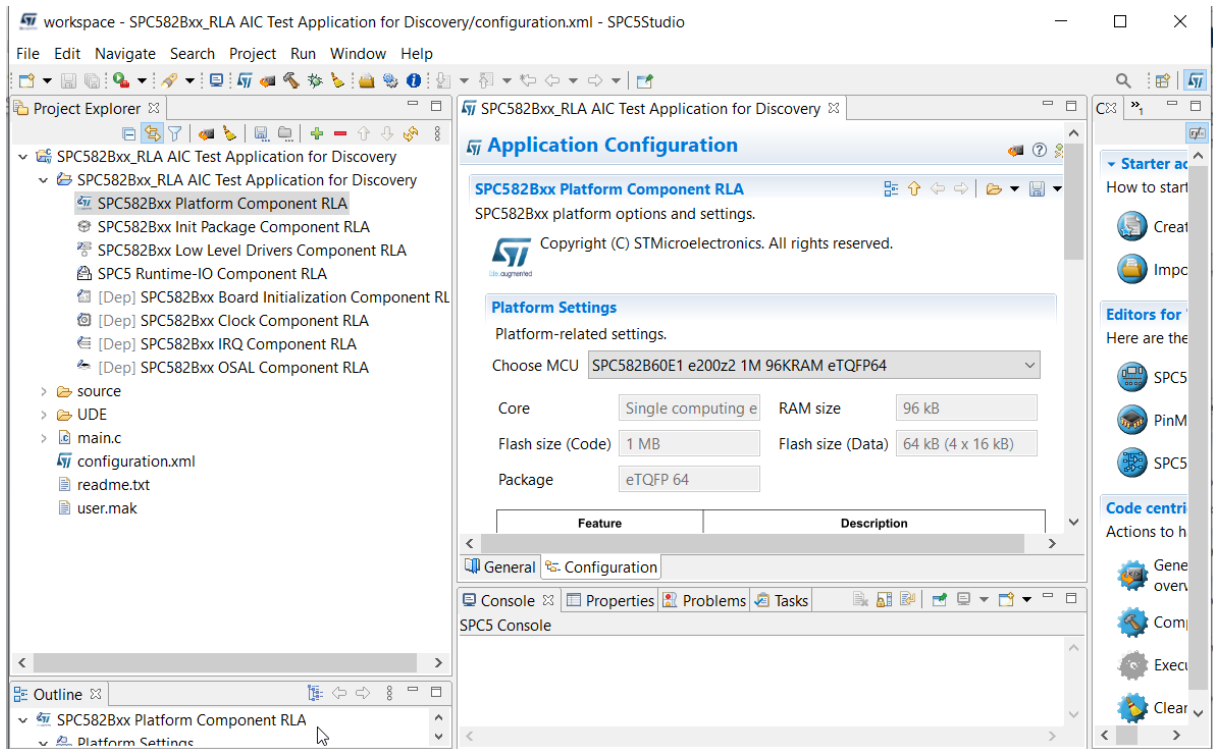 workspace - SPC582Bxx_RLA AIC Test Application for Discovery/configuration.xml - SPC5Studio
File Edit Navigate Search Project Run Window Help
Project Explorer
SPC582Bxx_RLA AIC Test Application for Discovery
SPC582Bxx_RLA AIC Test Application for Discovery
SPC582Bxx Platform Component RLA
SPC582Bxx Init Package Component RLA
SPC582Bxx Low Level Drivers Component RLA
SPC5 Runtime-IO Component RLA
[Dep] SPC582Bxx Board Initialization Component RL
[Dep] SPC582Bxx Clock Component RLA
[Dep] SPC582Bxx IRQ Component RLA
[Dep] SPC582Bxx OSAL Component RLA
source
UDE
main.c
configuration.xml
readme.txt
user.mak
Outline
SPC582Bxx Platform Component RLA
Platform Settings
SPC582Bxx_RLA AIC Test Application for Discovery
Application Configuration
SPC582Bxx Platform Component RLA
SPC582Bxx platform options and settings.
Copyright (C) STMicroelectronics. All rights reserved.
life.augmented
Platform Settings
Platform-related settings.
Choose MCU SPC582B60E1 e200z2 1M 96KRAM eTQFP64
Core Single computing e RAM size 96 kB
Flash size (Code) 1 MB Flash size (Data) 64 kB (4 x 16 kB)
Package eTQFP 64
Feature Description
General Configuration
Console Properties Problems Tasks
SPC5 Console
C
1
Starter ac
How to start
Creat
Impo
Editors for
Here are the
SPC5
PinM
SPC5
Code centri
Actions to h
Gene
overv
Comp
Execu
Clear